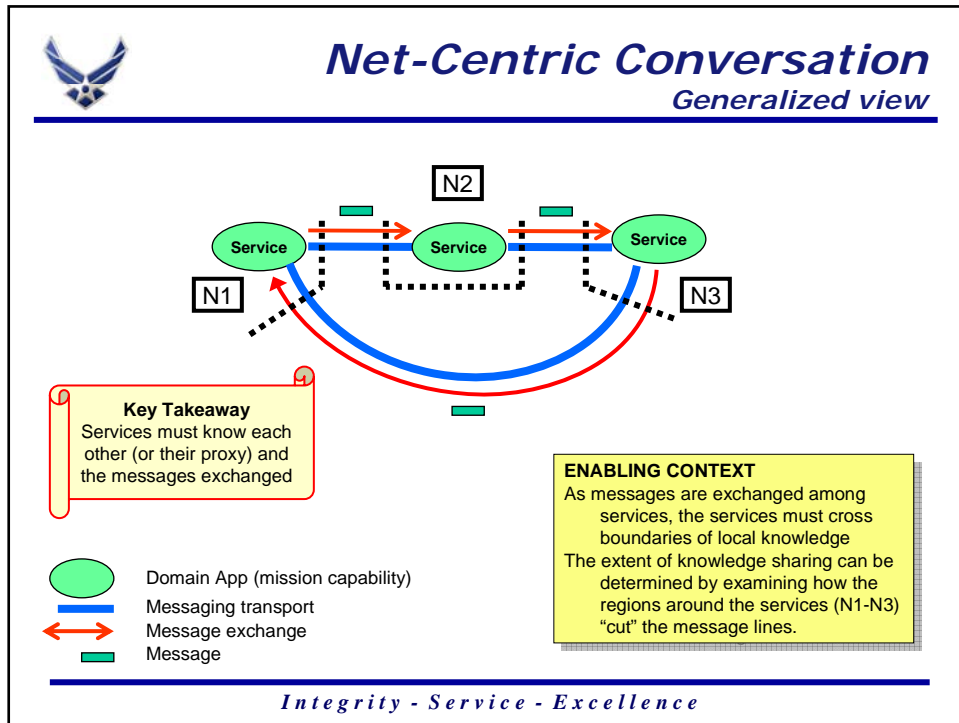 Net-Centric Conversation
Generalized view
N2
Service
Service
Service
N1
N3
Key Takeaway
Services must know each
other (or their proxy) and
the messages exchanged
ENABLING CONTEXT
As messages are exchanged among
services, the services must cross
boundaries of local knowledge
The extent of knowledge sharing can be
determined by examining how the
regions around the services (N1-N3)
“cut” the message lines.
Domain App (mission capability)
Messaging transport
Message exchange
Message
Integrity - Service - Excellence